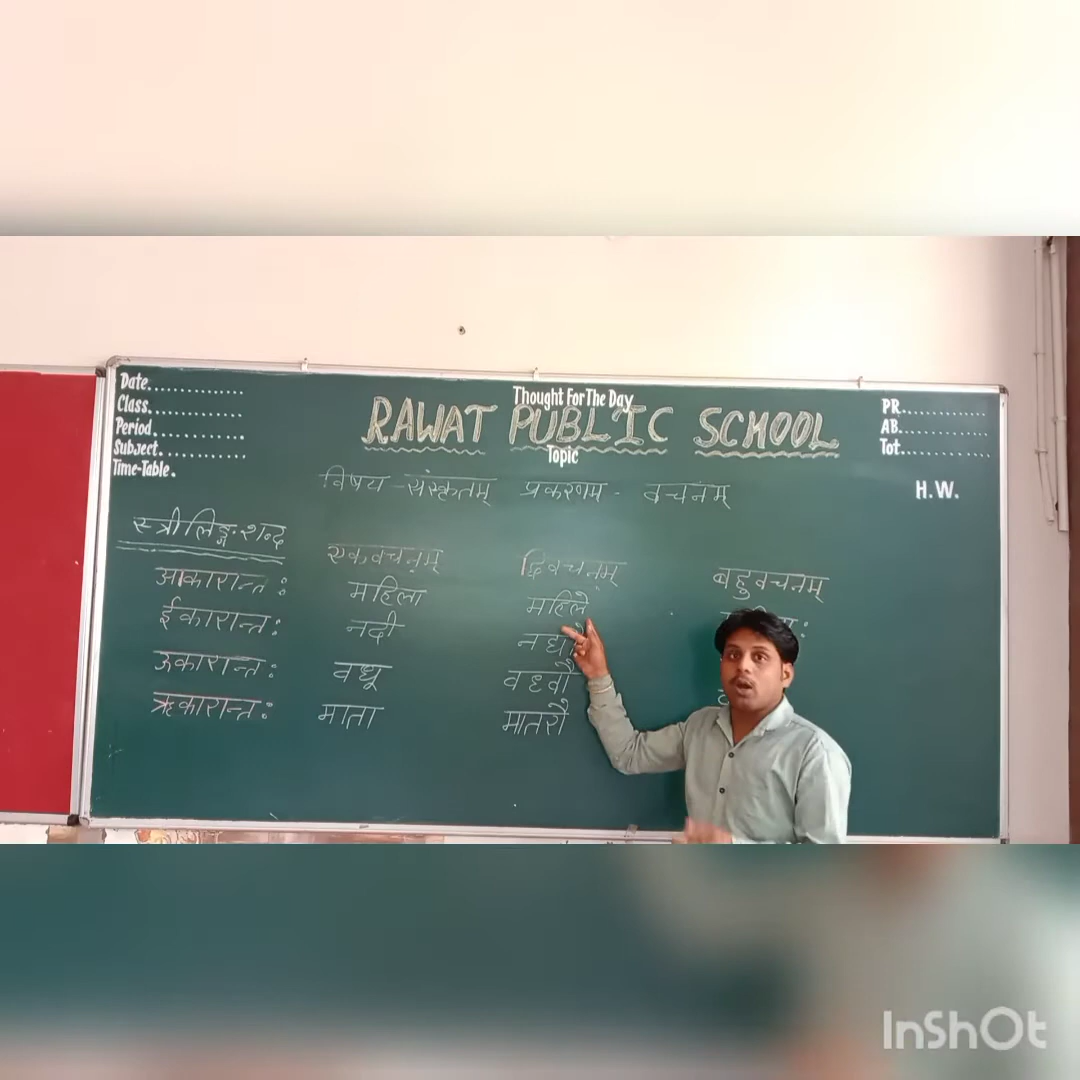 Date
Class
Period
Subject
Time-Table.
Thought For The Day
RAWAT PUBLIC SCHOOL
Topic
PR
AB
Tot
H.W.
विषय - संस्कृतम् प्रकरणम - वचनम्
स्त्रीलिङ्ग शब्द
एकवचनम् द्विवचनम् बहुवचनम्
आकारान्त: महिला महिले
ईकारान्त: नदी
ऊकारान्त: वधू वध्वौ
ऋकारान्त: माता मातरौ
InShOt